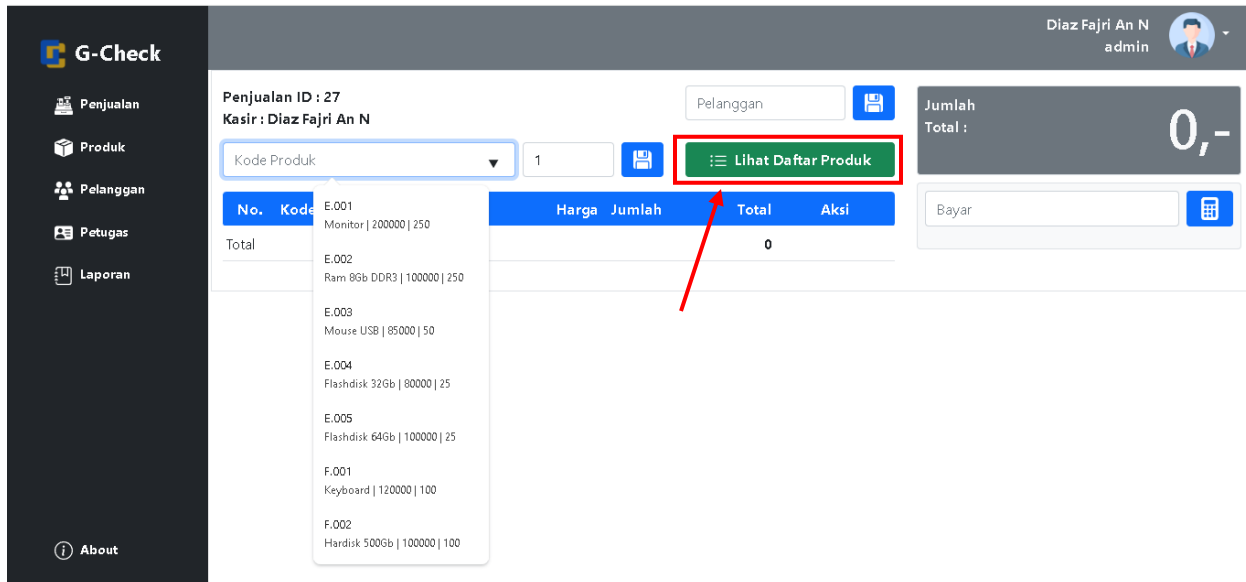 G-Check
Diaz Fajri An N
admin
Penjualan
Produk
Pelanggan
Petugas
Laporan
About
Penjualan ID : 27
Kasir : Diaz Fajri An N
Pelanggan
Kode Produk
1
Lihat Daftar Produk
No. Kode Harga Jumlah Total Aksi
Total 0
E.001
Monitor | 200000 | 250
E.002
Ram 8Gb DDR3 | 100000 | 250
E.003
Mouse USB | 85000 | 50
E.004
Flashdisk 32Gb | 80000 | 25
E.005
Flashdisk 64Gb | 100000 | 25
F.001
Keyboard | 120000 | 100
F.002
Hardisk 500Gb | 100000 | 100
Jumlah
Total :
0,-
Bayar